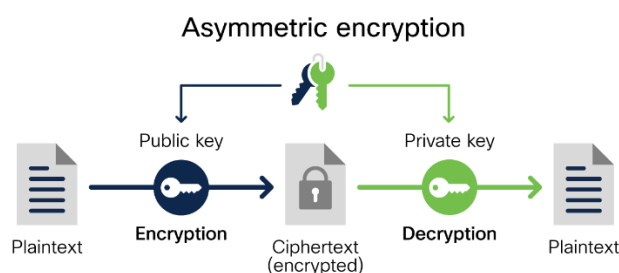 Asymmetric encryption
Public key
Private key
Plaintext
Encryption
Ciphertext
(encrypted)
Decryption
Plaintext